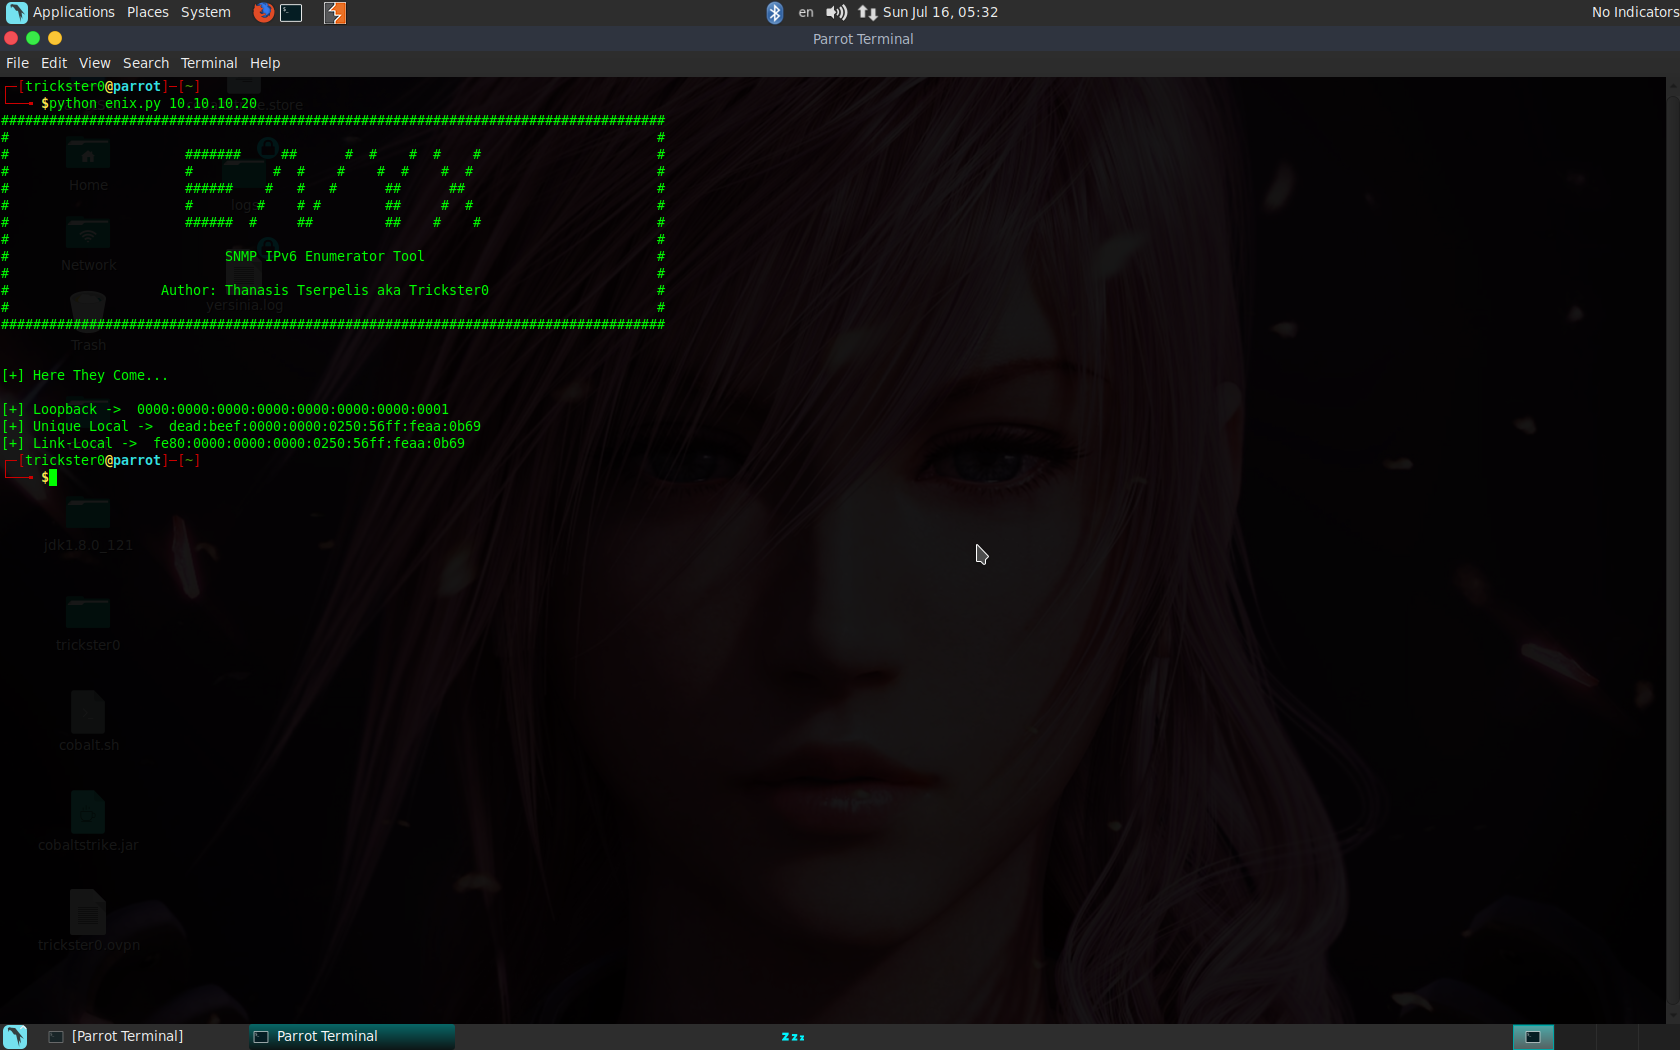 Applications Places System en Sun Jul 16, 05:32 No Indicators
Parrot Terminal
File Edit View Search Terminal Help
┌─[trickster0@parrot]─[~]
└──• $python enix.py 10.10.10.20
###################################################################################
#                                                                                 #
#                      #######     ##      #  #    #  #    #                      #
#                      #          #  #    #    #  #    #  #                       #
#                      ######    #   #   #      ##      ##                        #
#                      #        #    # #        ##     #  #                       #
#                      ######  #     ##         ##    #    #                      #
#                                                                                 #
#                           SNMP IPv6 Enumerator Tool                             #
#                                                                                 #
#                   Author: Thanasis Tserpelis aka Trickster0                     #
#                                                                                 #
###################################################################################
[+] Here They Come...
[+] Loopback ->  0000:0000:0000:0000:0000:0000:0000:0001
[+] Unique Local ->  dead:beef:0000:0000:0250:56ff:feaa:0b69
[+] Link-Local ->  fe80:0000:0000:0000:0250:56ff:feaa:0b69
┌─[trickster0@parrot]─[~]
└──• $
Home
Network
yersinia.log
Trash
jdk1.8.0_121
trickster0
cobalt.sh
cobaltstrike.jar
trickster0.ovpn
[Parrot Terminal] Parrot Terminal zzz